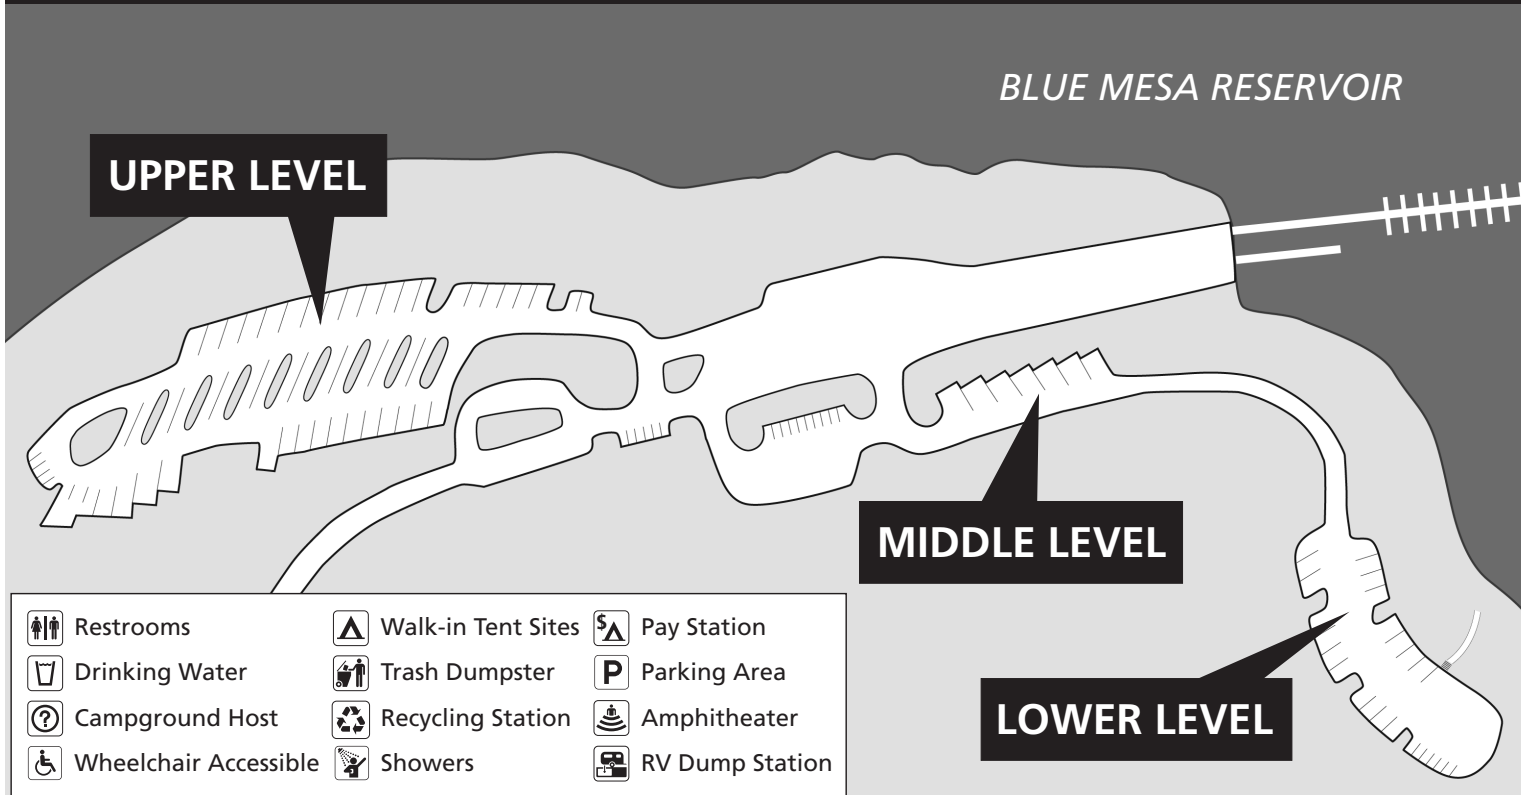 BLUE MESA RESERVOIR
UPPER LEVEL
MIDDLE LEVEL
LOWER LEVEL
Restrooms
Drinking Water
Campground Host
Wheelchair Accessible
Walk-in Tent Sites
Trash Dumpster
Recycling Station
Showers
$
Pay Station
P
Parking Area
Amphitheater
RV Dump Station
?